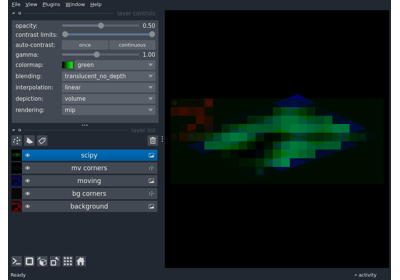 File View Plugins Window Help
layer controls
opacity: 0.50
contrast limits:
auto-contrast: once continuous
gamma: 1.00
colormap: green
blending: translucent_no_depth
interpolation: linear
depiction: volume
rendering: mip
layer list
scipy
mv corners
moving
bg corners
background
Ready activity